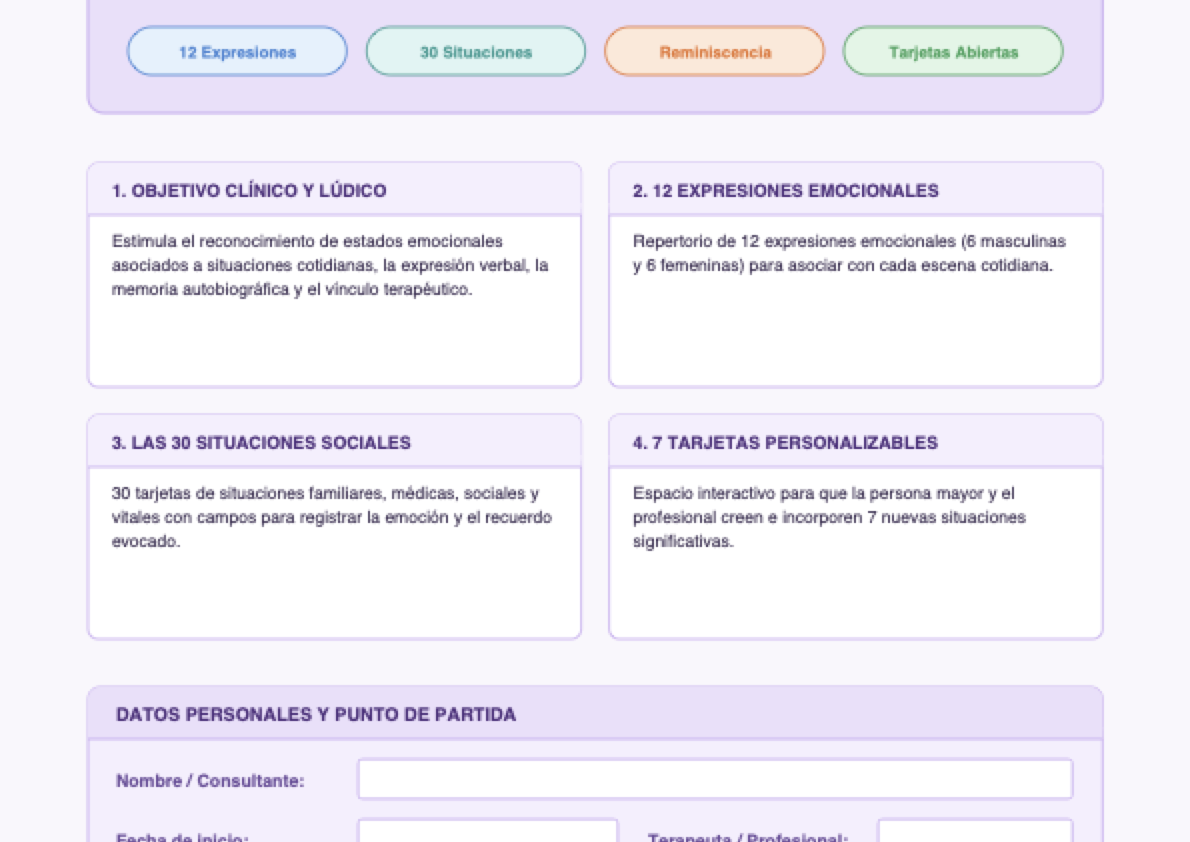 12 Expresiones
30 Situaciones
Reminiscencia
Tarjetas Abiertas
1. OBJETIVO CLÍNICO Y LÚDICO
Estimula el reconocimiento de estados emocionales
asociados a situaciones cotidianas, la expresión verbal, la
memoria autobiográfica y el vínculo terapéutico.
2. 12 EXPRESIONES EMOCIONALES
Repertorio de 12 expresiones emocionales (6 masculinas
y 6 femeninas) para asociar con cada escena cotidiana.
3. LAS 30 SITUACIONES SOCIALES
30 tarjetas de situaciones familiares, médicas, sociales y
vitales con campos para registrar la emoción y el recuerdo
evocado.
4. 7 TARJETAS PERSONALIZABLES
Espacio interactivo para que la persona mayor y el
profesional creen e incorporen 7 nuevas situaciones
significativas.
DATOS PERSONALES Y PUNTO DE PARTIDA
Nombre / Consultante:
Fecha de inicio:
Terapeuta / Profesional: